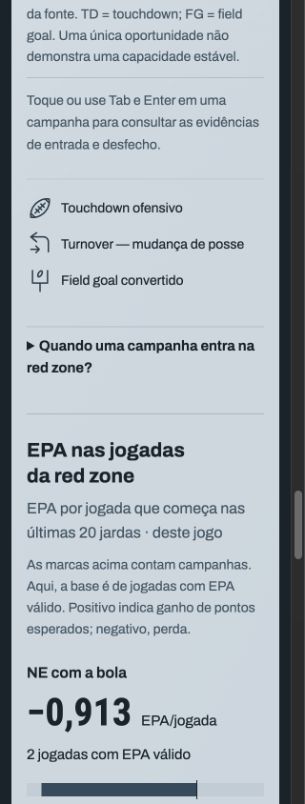 da fonte. TD = touchdown; FG = field
goal. Uma única oportunidade não
demonstra uma capacidade estável.
Toque ou use Tab e Enter em uma
campanha para consultar as evidências
de entrada e desfecho.
Touchdown ofensivo
Turnover — mudança de posse
Field goal convertido
▶ Quando uma campanha entra na
red zone?
EPA nas jogadas
da red zone
EPA por jogada que começa nas
últimas 20 jardas · deste jogo
As marcas acima contam campanhas.
Aqui, a base é de jogadas com EPA
válido. Positivo indica ganho de pontos
esperados; negativo, perda.
NE com a bola
−0,913 EPA/jogada
2 jogadas com EPA válido